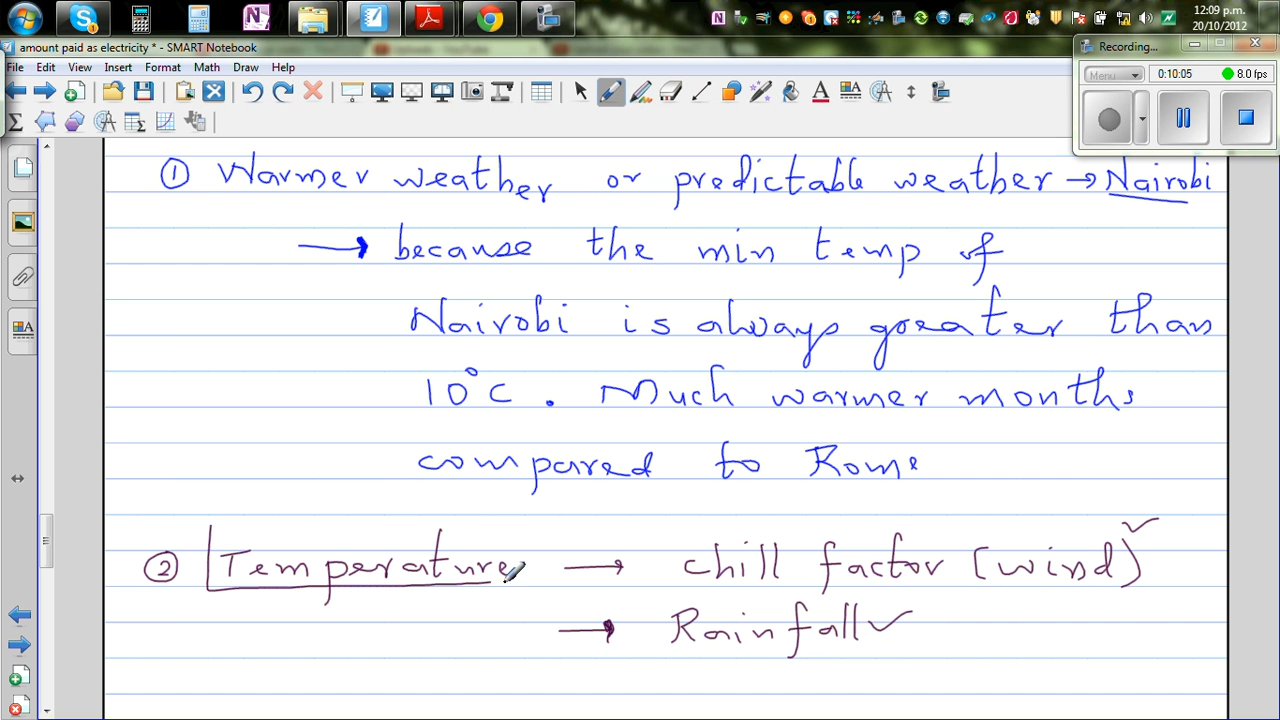 12:09 p.m.
20/10/2012
amount paid as electricity * - SMART Notebook
Recording...
File Edit View Insert Format Math Draw Help
Menu 0:10:05 8.0 fps
① Warmer weather or predictable weather → Nairobi
→ because the min temp of
Nairobi is always greater than
10°C . Much warmer months
compared to Rome
② Temperature → chill factor (wind) ✓
→ Rainfall ✓